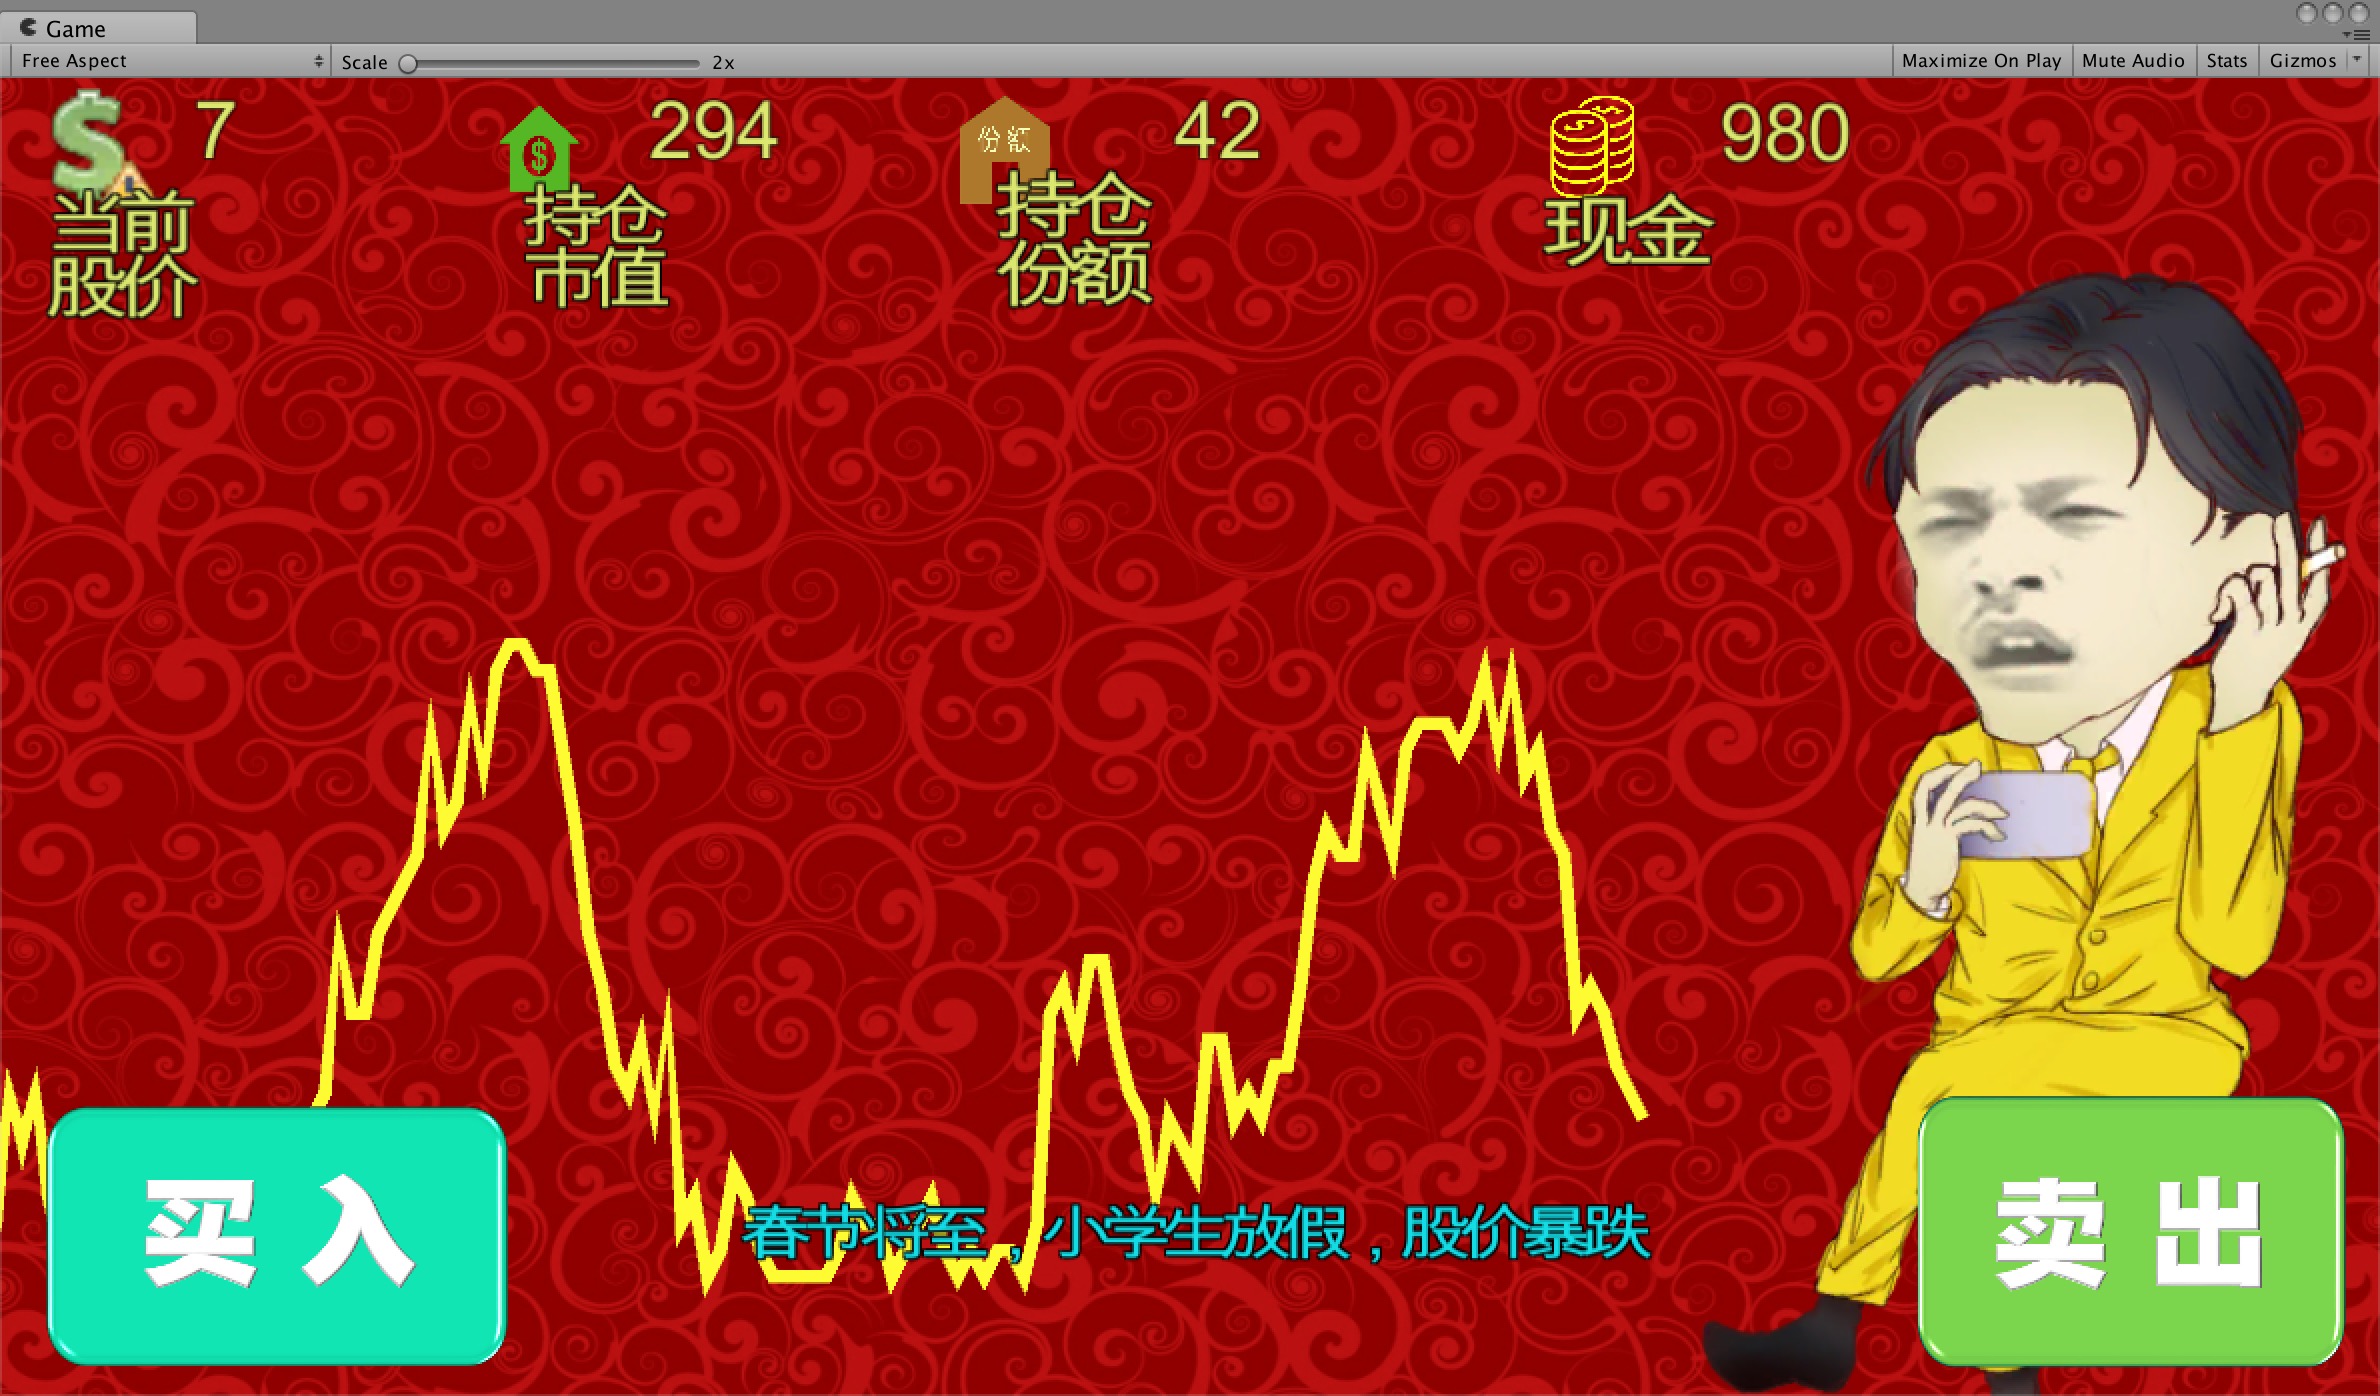 Game
Free Aspect
Scale
2x
Maximize On Play
Mute Audio
Stats
Gizmos
7
294
份额
42
980
当前
股价
持仓
市值
持仓
份额
现金
买入
春节将至，小学生放假，股价暴跌
卖出